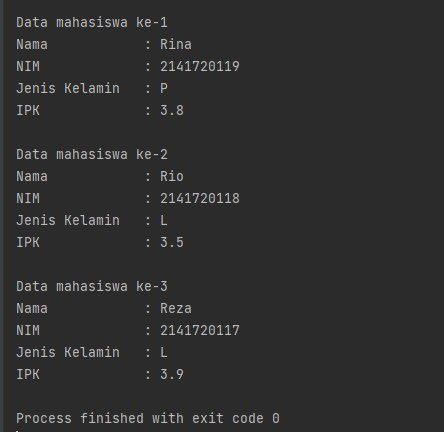 Data mahasiswa ke-1
Nama : Rina
NIM : 2141720119
Jenis Kelamin : P
IPK : 3.8
Data mahasiswa ke-2
Nama : Rio
NIM : 2141720118
Jenis Kelamin : L
IPK : 3.5
Data mahasiswa ke-3
Nama : Reza
NIM : 2141720117
Jenis Kelamin : L
IPK : 3.9
Process finished with exit code 0